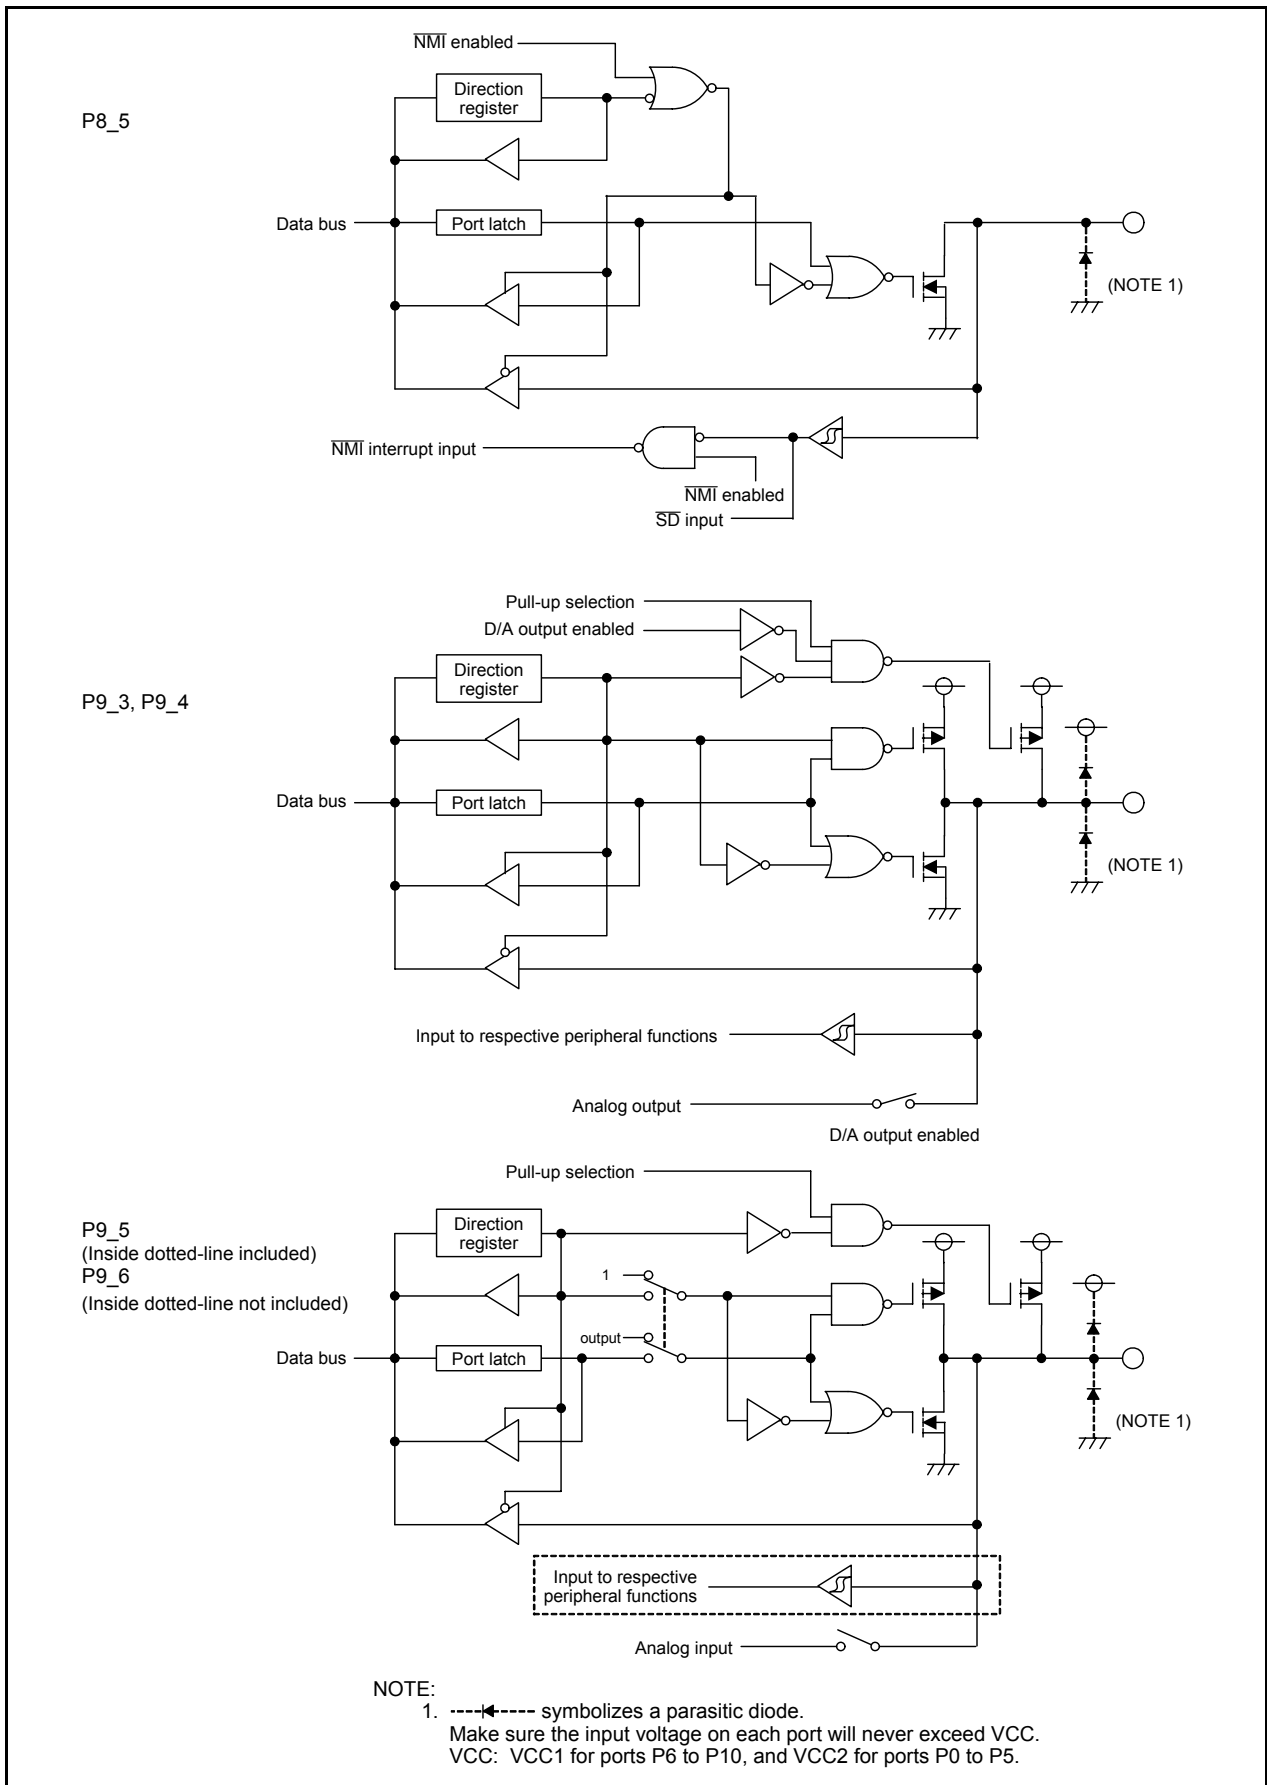 NMI enabled
Direction
register
P8_5
Data bus
Port latch
(NOTE 1)
NMI interrupt input
NMI enabled
SD input
Pull-up selection
D/A output enabled
Direction
register
P9_3, P9_4
Data bus
Port latch
(NOTE 1)
Input to respective peripheral functions
Analog output
D/A output enabled
Pull-up selection
P9_5
(Inside dotted-line included)
P9_6
(Inside dotted-line not included)
Direction
register
1
output
Data bus
Port latch
(NOTE 1)
Input to respective
peripheral functions
Analog input
NOTE:
1. symbolizes a parasitic diode.
Make sure the input voltage on each port will never exceed VCC.
VCC: VCC1 for ports P6 to P10, and VCC2 for ports P0 to P5.